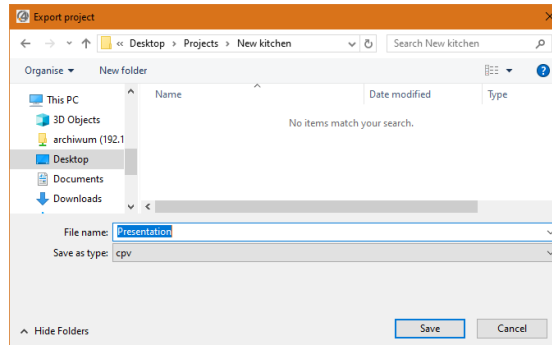 Export project
« Desktop > Projects > New kitchen
Search New kitchen
Organise
New folder
This PC
3D Objects
archiwum (192.1
Desktop
Documents
Downloads
Name
Date modified
Type
No items match your search.
File name: Presentation
Save as type: cpv
Hide Folders
Save
Cancel